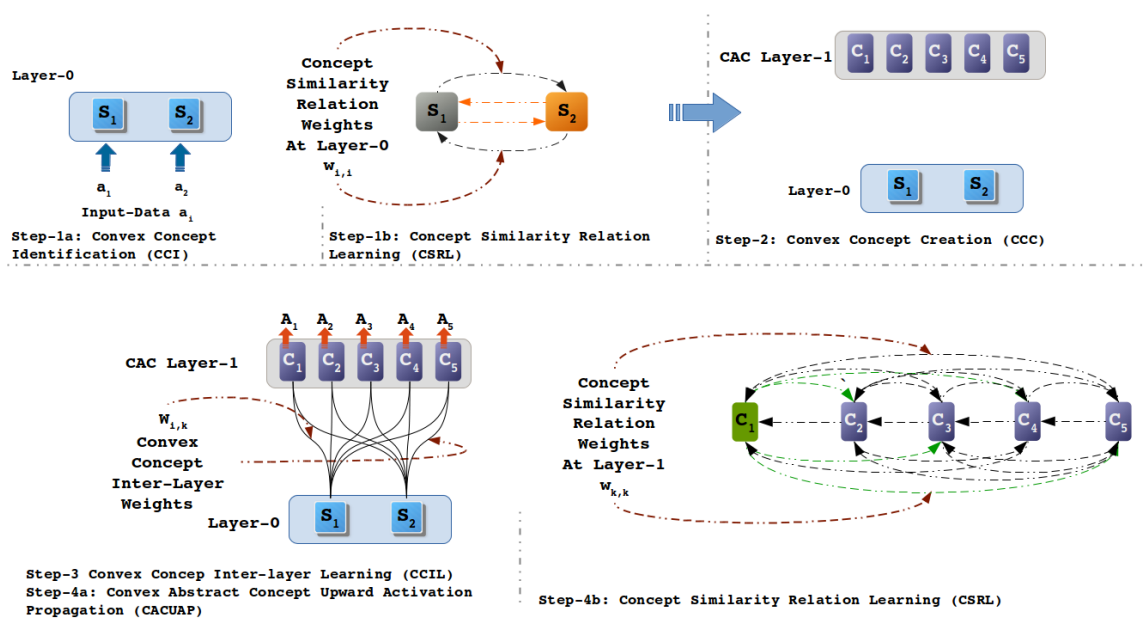 Layer-0
S1
S2
a1
a2
Input-Data ai
Step-1a: Convex Concept
Identification (CCI)
Concept
Similarity
Relation
Weights
At Layer-0
wi,i
S1
S2
Step-1b: Concept Similarity Relation
Learning (CSRL)
CAC Layer-1
C1
C2
C3
C4
C5
Layer-0
S1
S2
Step-2: Convex Concept Creation (CCC)
A1
A2
A3
A4
A5
CAC Layer-1
C1
C2
C3
C4
C5
Wi,k
Convex
Concept
Inter-Layer
Weights
Layer-0
S1
S2
Step-3 Convex Concep Inter-layer Learning (CCIL)
Step-4a: Convex Abstract Concept Upward Activation
Propagation (CACUAP)
Concept
Similarity
Relation
Weights
At Layer-1
wk,k
C1
C2
C3
C4
C5
Step-4b: Concept Similarity Relation Learning (CSRL)